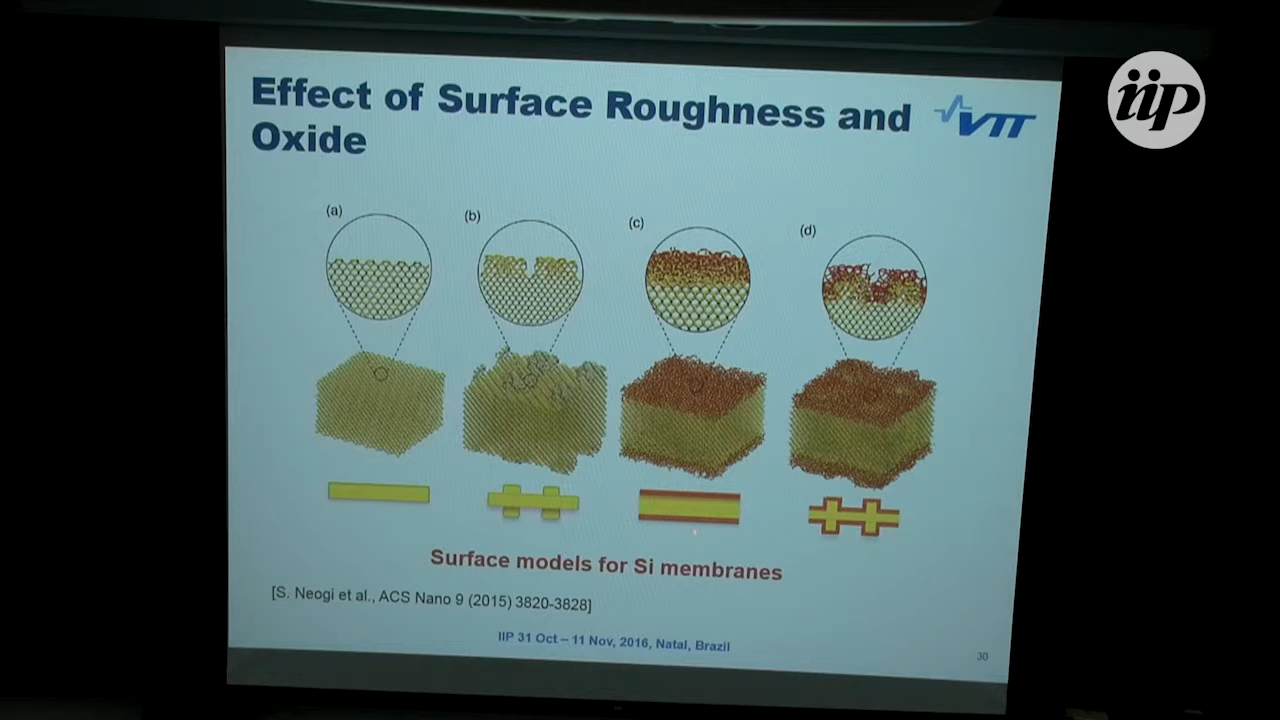 Effect of Surface Roughness and
Oxide
VTT
iip
(a)
(b)
(c)
(d)
Surface models for Si membranes
[S. Neogi et al., ACS Nano 9 (2015) 3820-3828]
IIP 31 Oct – 11 Nov, 2016, Natal, Brazil
30